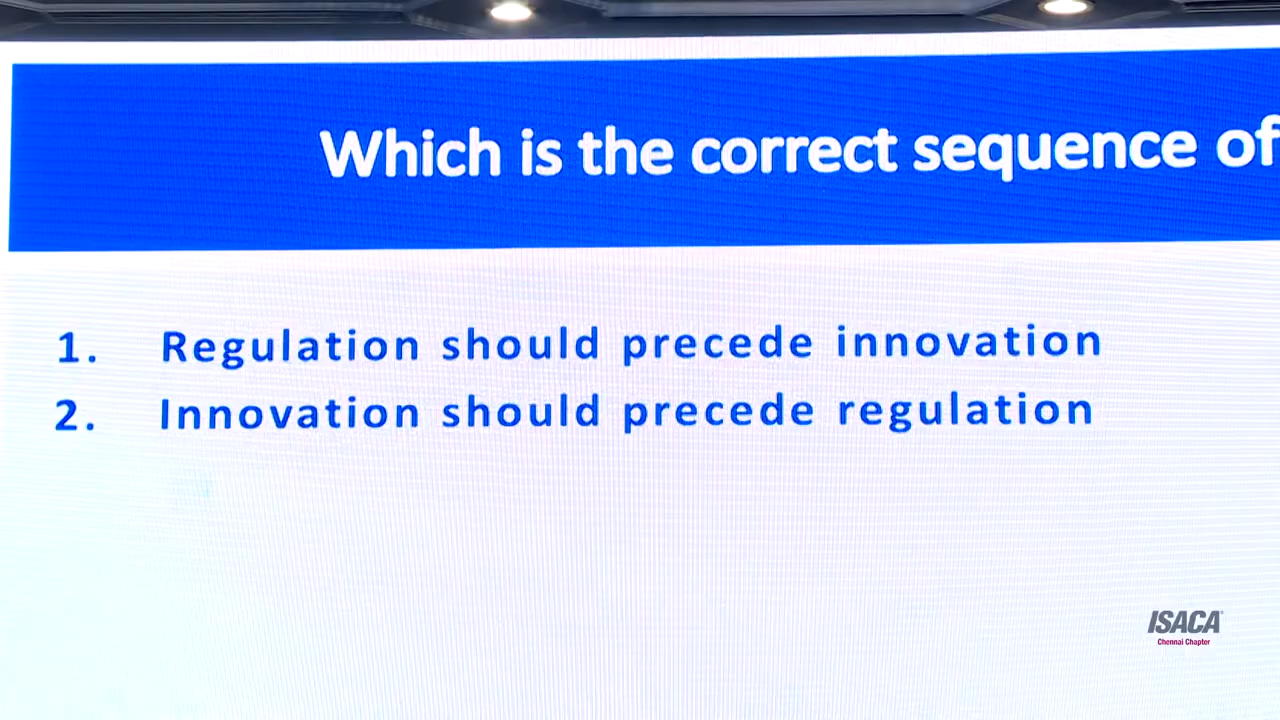 Which is the correct sequence of
1. Regulation should precede innovation
2. Innovation should precede regulation
ISACA
Chennai Chapter